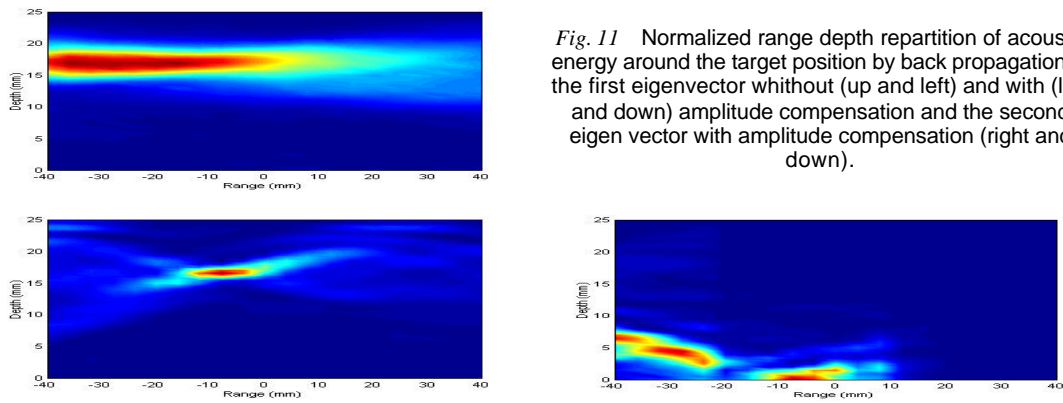 25
20
15
10
5
0
Depth (mm)
-40 -30 -20 -10 0 10 20 30 40
Range (mm)
Fig. 11 Normalized range depth repartition of
energy around the target position by back propagation
the first eigenvector whithout (up and left) and with
and down) amplitude compensation and the second
eigen vector with amplitude compensation (right and
down).
25
20
15
10
5
0
Depth (mm)
-40 -30 -20 -10 0 10 20 30 40
Range (mm)
25
20
15
10
5
0
Depth (mm)
-40 -30 -20 -10 0 10 20 30 40
Range (mm)